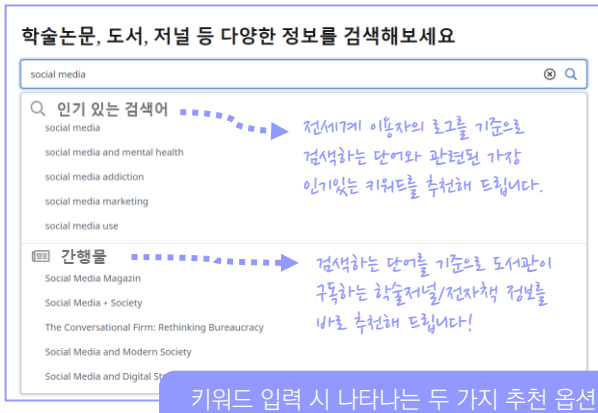 학술논문, 도서, 저널 등 다양한 정보를 검색해보세요
social media
인기 있는 검색어
social media
social media and mental health
social media addiction
social media marketing
social media use
전세계 이용자의 로그를 기준으로
검색하는 단어와 관련된 가장
인기있는 키워드를 추천해 드립니다.
간행물
Social Media Magazin
Social Media + Society
The Conversational Firm: Rethinking Bureaucracy
Social Media and Modern Society
Social Media and Digital
검색하는 단어를 기준으로 도서관이
구독하는 학술저널/전자책 정보를
바로 추천해 드립니다!
키워드 입력 시 나타나는 두 가지 추천 옵션